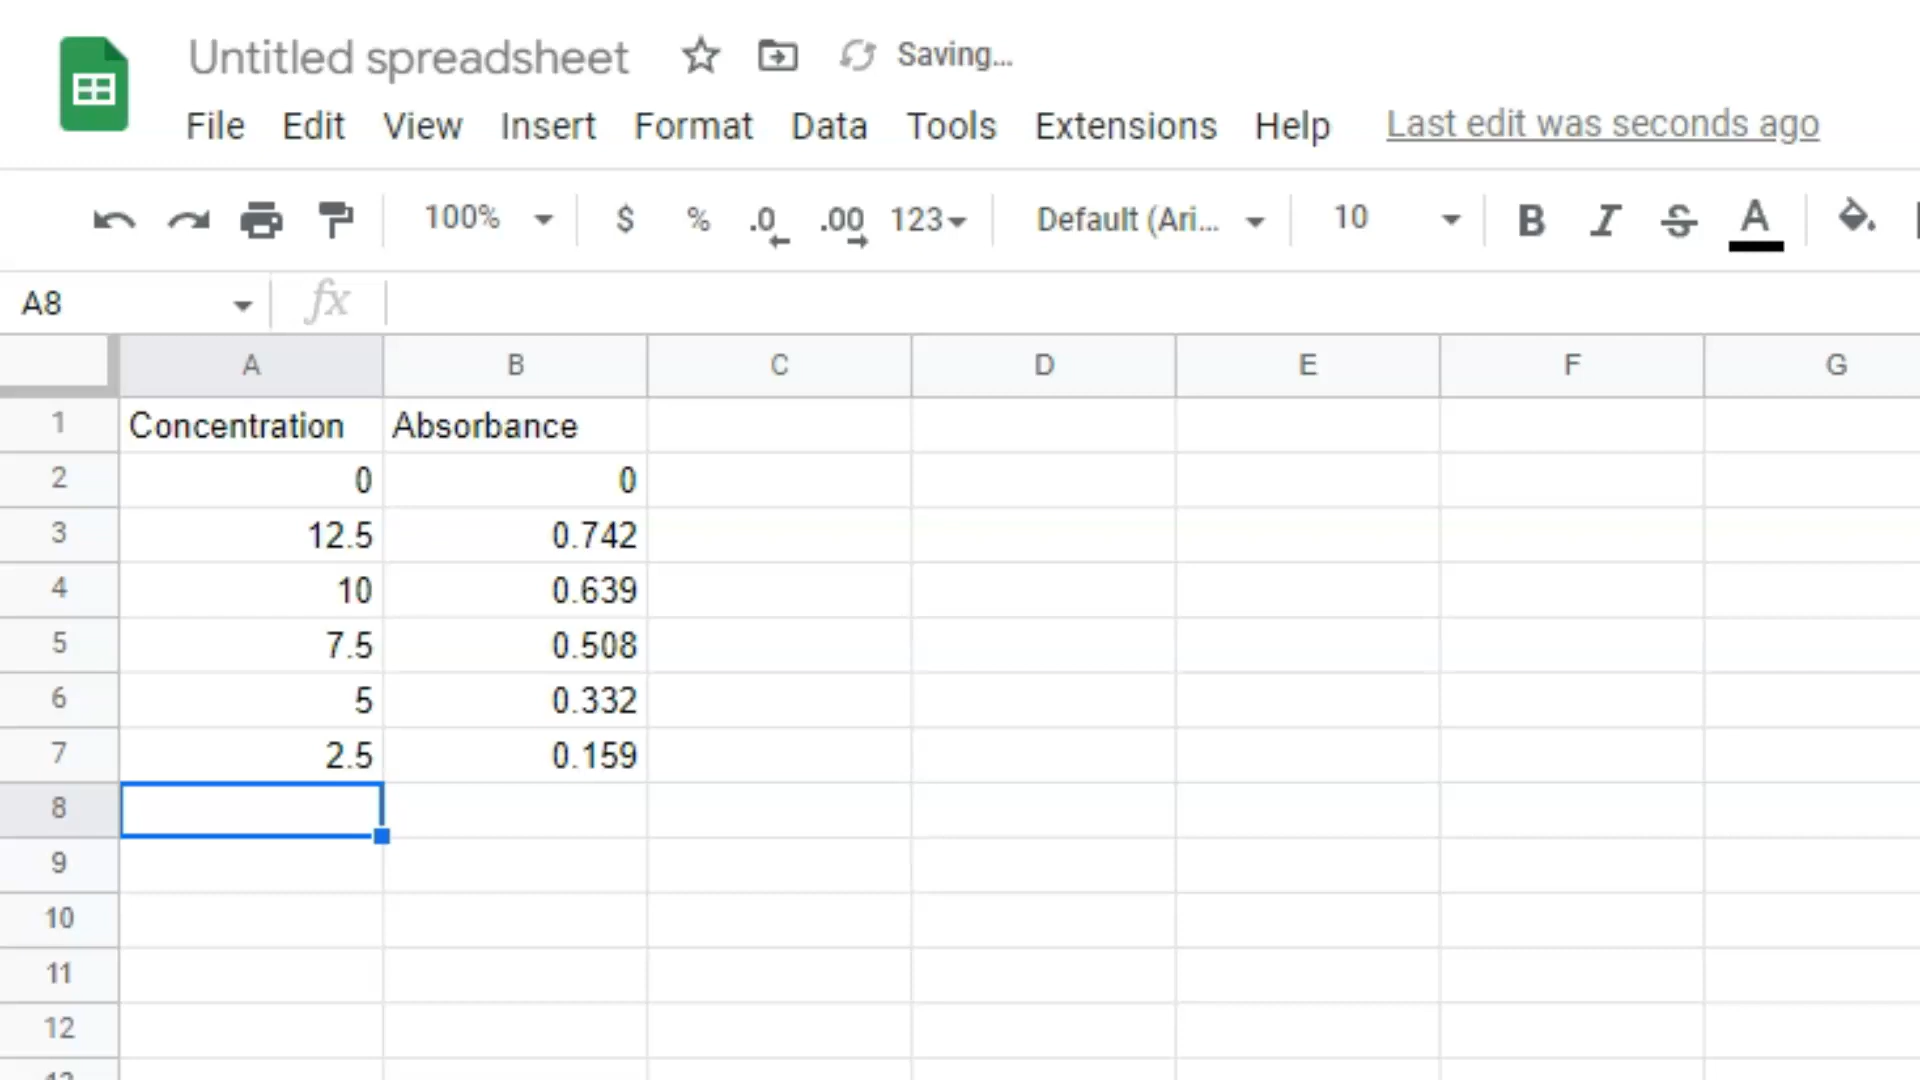 Untitled spreadsheet Saving...
File Edit View Insert Format Data Tools Extensions Help Last edit was seconds ago
100% $ % .0 .00 123 Default (Ari... 10 B I S A
A8 fx
A B C D E F G
1 Concentration Absorbance
2 0 0
3 12.5 0.742
4 10 0.639
5 7.5 0.508
6 5 0.332
7 2.5 0.159
8
9
10
11
12